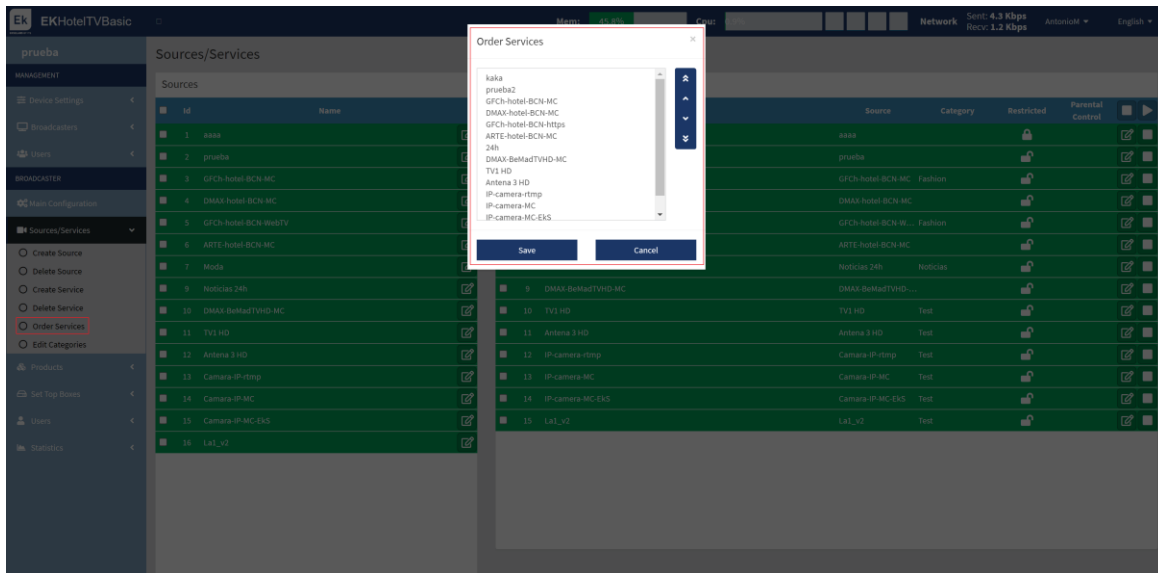 Ek EKHotelTVBasic
Mem: 45.8% Cpu: Network Sent: 4.3 Kbps Recv: 1.2 Kbps AntonioM English
prueba
MANAGEMENT
Device Settings
Broadcasters
Users
BROADCASTER
Main Configuration
Sources/Services
Create Source
Delete Source
Create Service
Delete Service
Order Services
Edit Categories
Products
Set Top Boxes
Users
Statistics
Sources/Services
Sources
Id Name
1 aaaa
2 prueba
3 GFCh-hotel-BCN-MC
4 DMAX-hotel-BCN-MC
5 GFCh-hotel-BCN-WebTV
6 ARTE-hotel-BCN-MC
7 Moda
9 Noticias 24h
10 DMAX-BeMadTVHD-MC
11 TV1 HD
12 Antena 3 HD
13 Camara-IP-rtmp
14 Camara-IP-MC
15 Camara-IP-MC-EkS
16 La1_v2
Order Services ×
kaka
prueba2
GFCh-hotel-BCN-MC
DMAX-hotel-BCN-MC
GFCh-hotel-BCN-https
ARTE-hotel-BCN-MC
24h
DMAX-BeMadTVHD-MC
TV1 HD
Antena 3 HD
IP-camera-rtmp
IP-camera-MC
IP-camera-MC-EkS
Save Cancel
Source Category Restricted Parental Control
aaaa
prueba
GFCh-hotel-BCN-MC Fashion
DMAX-hotel-BCN-MC
GFCh-hotel-BCN-W... Fashion
ARTE-hotel-BCN-MC
Noticias 24h Noticias
9 DMAX-BeMadTVHD-MC DMAX-BeMadTVHD-...
10 TV1 HD TV1 HD Test
11 Antena 3 HD Antena 3 HD Test
12 IP-camera-rtmp Camara-IP-rtmp Test
13 IP-camera-MC Camara-IP-MC Test
14 IP-camera-MC-EkS Camara-IP-MC-EkS Test
15 La1_v2 La1_v2 Test